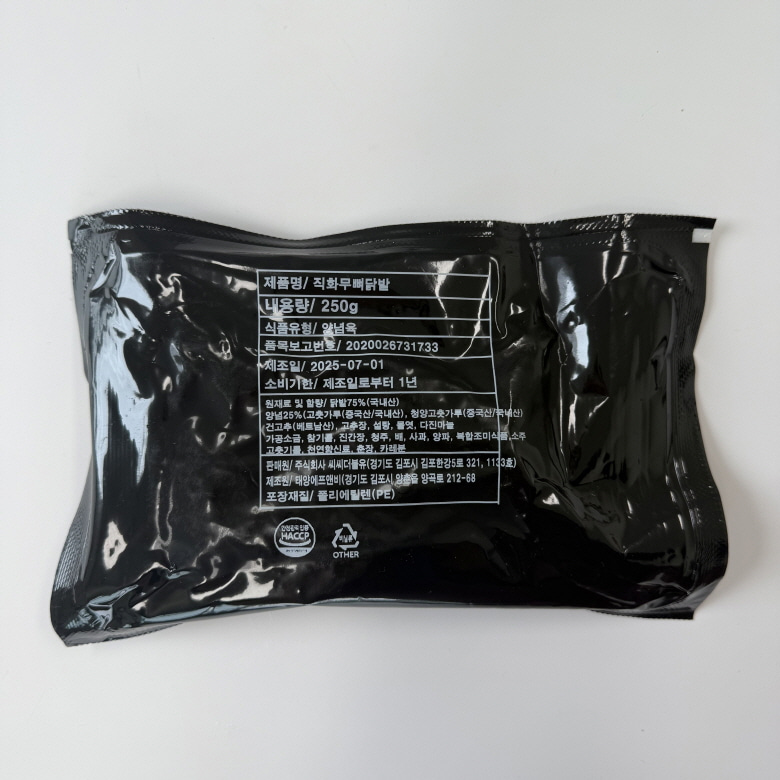 제품명/ 직화무뼈닭발
내용량/ 250g
식품유형/ 양념육
품목보고번호/ 2020026731733
제조일/ 2025-07-01
소비기한/ 제조일로부터 1년
원재료 및 함량/ 닭발75%(국내산)
양념25%(고춧가루(중국산/국내산), 청양고춧가루(중국산/국내산)
건고추(베트남산), 고추장, 설탕, 물엿, 다진마늘
가공소금, 참기름, 진간장, 청주, 배, 사과, 양파, 복합조미식품,소주
고춧기름, 천연향신료, 춘장, 카레분
판매원/ 주식회사 씨씨더블유(경기도 김포시 김포한강5로 321, 1133호)
제조원/ 태양에프앤비(경기도 김포시 양촌읍 양곡로 212-68
포장재질/ 폴리에틸렌(PE)
안전관리인증
HACCP
비닐류
OTHER